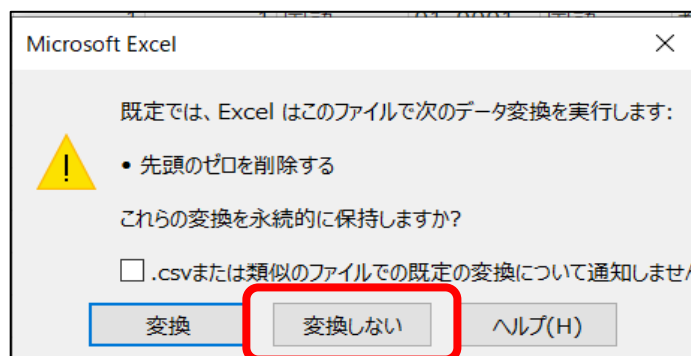 Microsoft Excel
既定では、Excel はこのファイルで次のデータ変換を実行します:
• 先頭のゼロを削除する
これらの変換を永続的に保持しますか?
.csvまたは類似のファイルでの既定の変換について通知しませ
変換 変換しない ヘルプ(H)